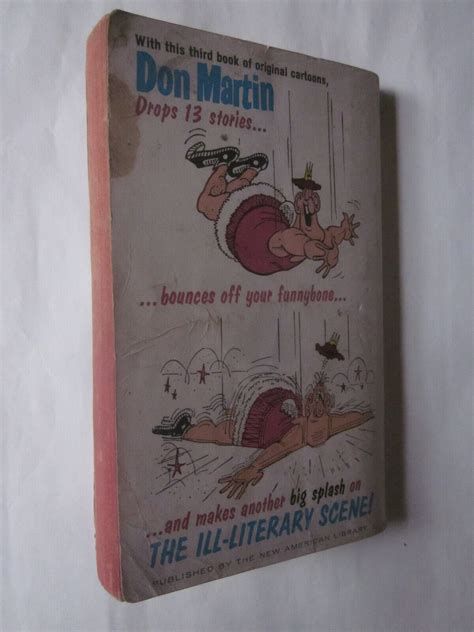 With this third book of original cartoons,
Don Martin
Drops 13 stories...
...bounces off your funnybone...
...and makes another big splash on
THE ILL-LITERARY SCENE!
PUBLISHED BY THE NEW AMERICAN LIBRARY